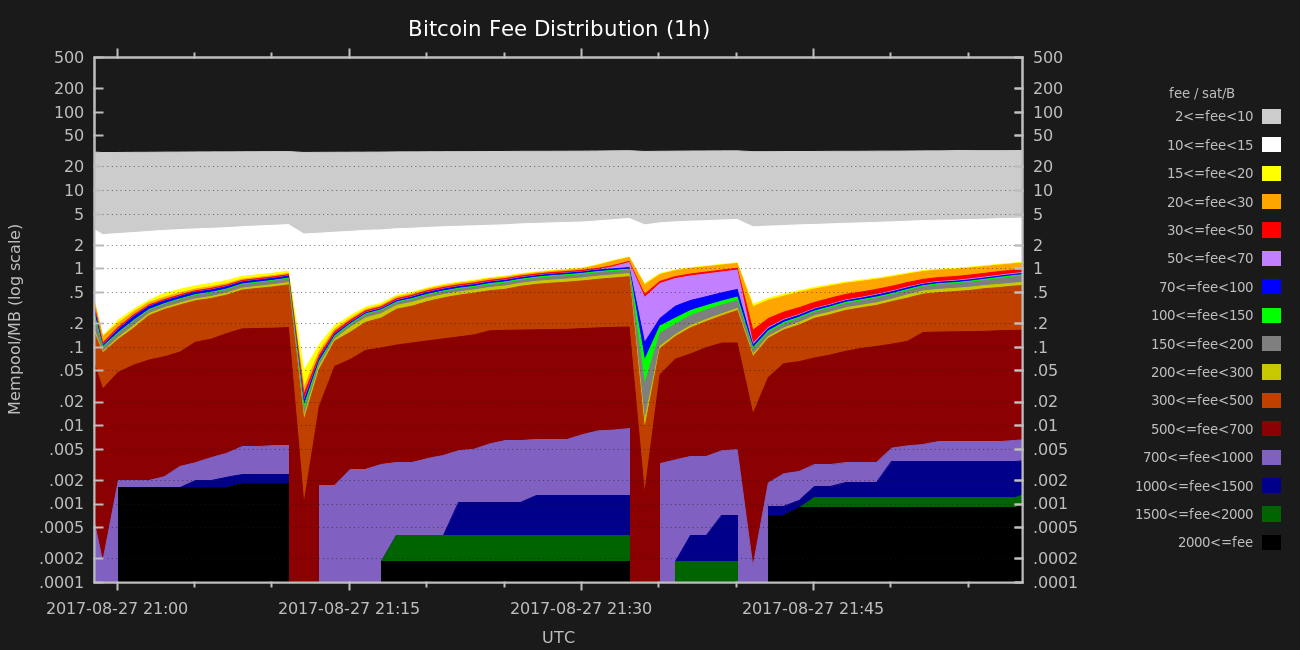 Bitcoin Fee Distribution (1h)
500
200
100
50
20
10
5
2
1
.5
.2
.1
.05
.02
.01
.005
.002
.001
.0005
.0002
.0001
Mempool/MB (log scale)
500
200
100
50
20
10
5
2
1
.5
.2
.1
.05
.02
.01
.005
.002
.001
.0005
.0002
.0001
2017-08-27 21:00
2017-08-27 21:15
2017-08-27 21:30
2017-08-27 21:45
UTC
fee / sat/B
2<=fee<10
10<=fee<15
15<=fee<20
20<=fee<30
30<=fee<50
50<=fee<70
70<=fee<100
100<=fee<150
150<=fee<200
200<=fee<300
300<=fee<500
500<=fee<700
700<=fee<1000
1000<=fee<1500
1500<=fee<2000
2000<=fee